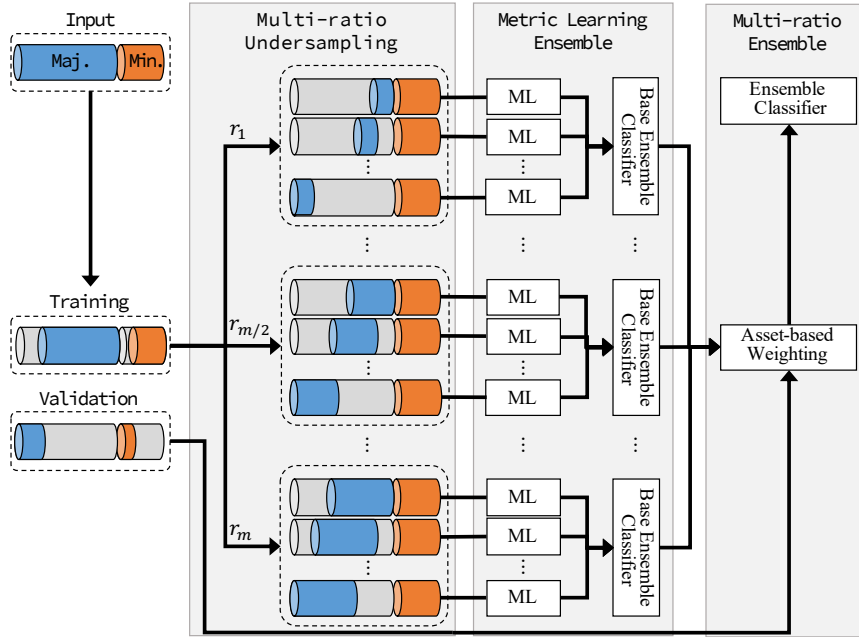 Input
Maj.
Min.
Training
Validation
Multi-ratio
Undersampling
r1
⋮
...
rm/2
⋮
...
rm
⋮
Metric Learning
Ensemble
ML
ML
⋮
ML
...
ML
ML
⋮
ML
...
ML
ML
⋮
ML
Base Ensemble
Classifier
...
Base Ensemble
Classifier
...
Base Ensemble
Classifier
Multi-ratio
Ensemble
Ensemble
Classifier
Asset-based
Weighting